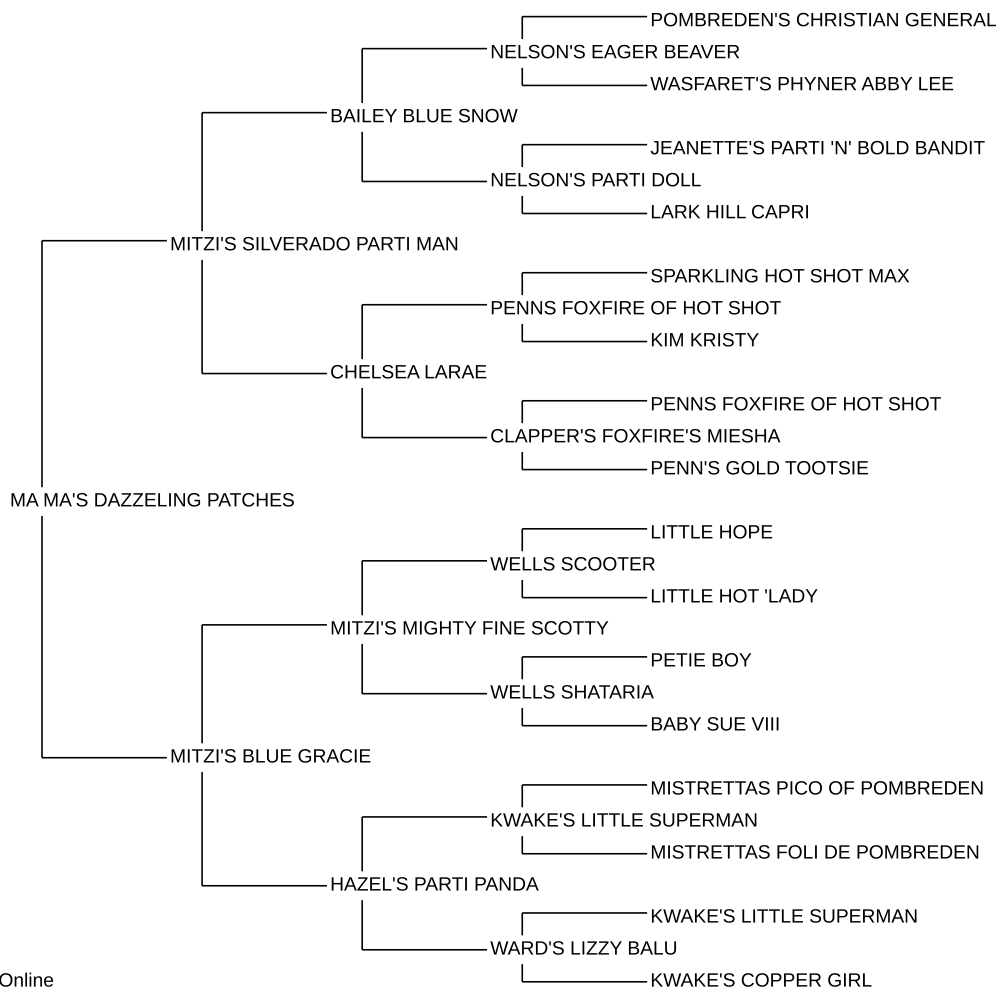 POMBREDEN'S CHRISTIAN GENERAL
NELSON'S EAGER BEAVER
WASFARET'S PHYNER ABBY LEE
BAILEY BLUE SNOW
JEANETTE'S PARTI 'N' BOLD BANDIT
NELSON'S PARTI DOLL
LARK HILL CAPRI
MITZI'S SILVERADO PARTI MAN
SPARKLING HOT SHOT MAX
PENNS FOXFIRE OF HOT SHOT
KIM KRISTY
CHELSEA LARAE
PENNS FOXFIRE OF HOT SHOT
CLAPPER'S FOXFIRE'S MIESHA
PENN'S GOLD TOOTSIE
MA MA'S DAZZELING PATCHES
LITTLE HOPE
WELLS SCOOTER
LITTLE HOT 'LADY
MITZI'S MIGHTY FINE SCOTTY
PETIE BOY
WELLS SHATARIA
BABY SUE VIII
MITZI'S BLUE GRACIE
MISTRETTAS PICO OF POMBREDEN
KWAKE'S LITTLE SUPERMAN
MISTRETTAS FOLI DE POMBREDEN
HAZEL'S PARTI PANDA
KWAKE'S LITTLE SUPERMAN
WARD'S LIZZY BALU
KWAKE'S COPPER GIRL
Online